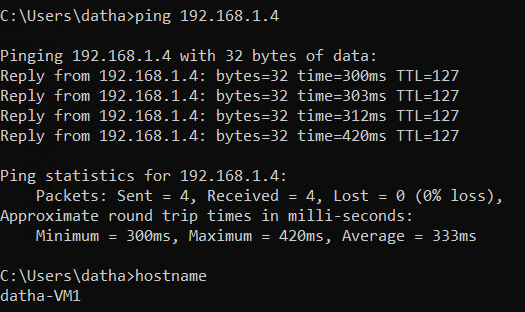 C:\Users\datha>ping 192.168.1.4
Pinging 192.168.1.4 with 32 bytes of data:
Reply from 192.168.1.4: bytes=32 time=300ms TTL=127
Reply from 192.168.1.4: bytes=32 time=303ms TTL=127
Reply from 192.168.1.4: bytes=32 time=312ms TTL=127
Reply from 192.168.1.4: bytes=32 time=420ms TTL=127
Ping statistics for 192.168.1.4:
Packets: Sent = 4, Received = 4, Lost = 0 (0% loss),
Approximate round trip times in milli-seconds:
Minimum = 300ms, Maximum = 420ms, Average = 333ms
C:\Users\datha>hostname
datha-VM1